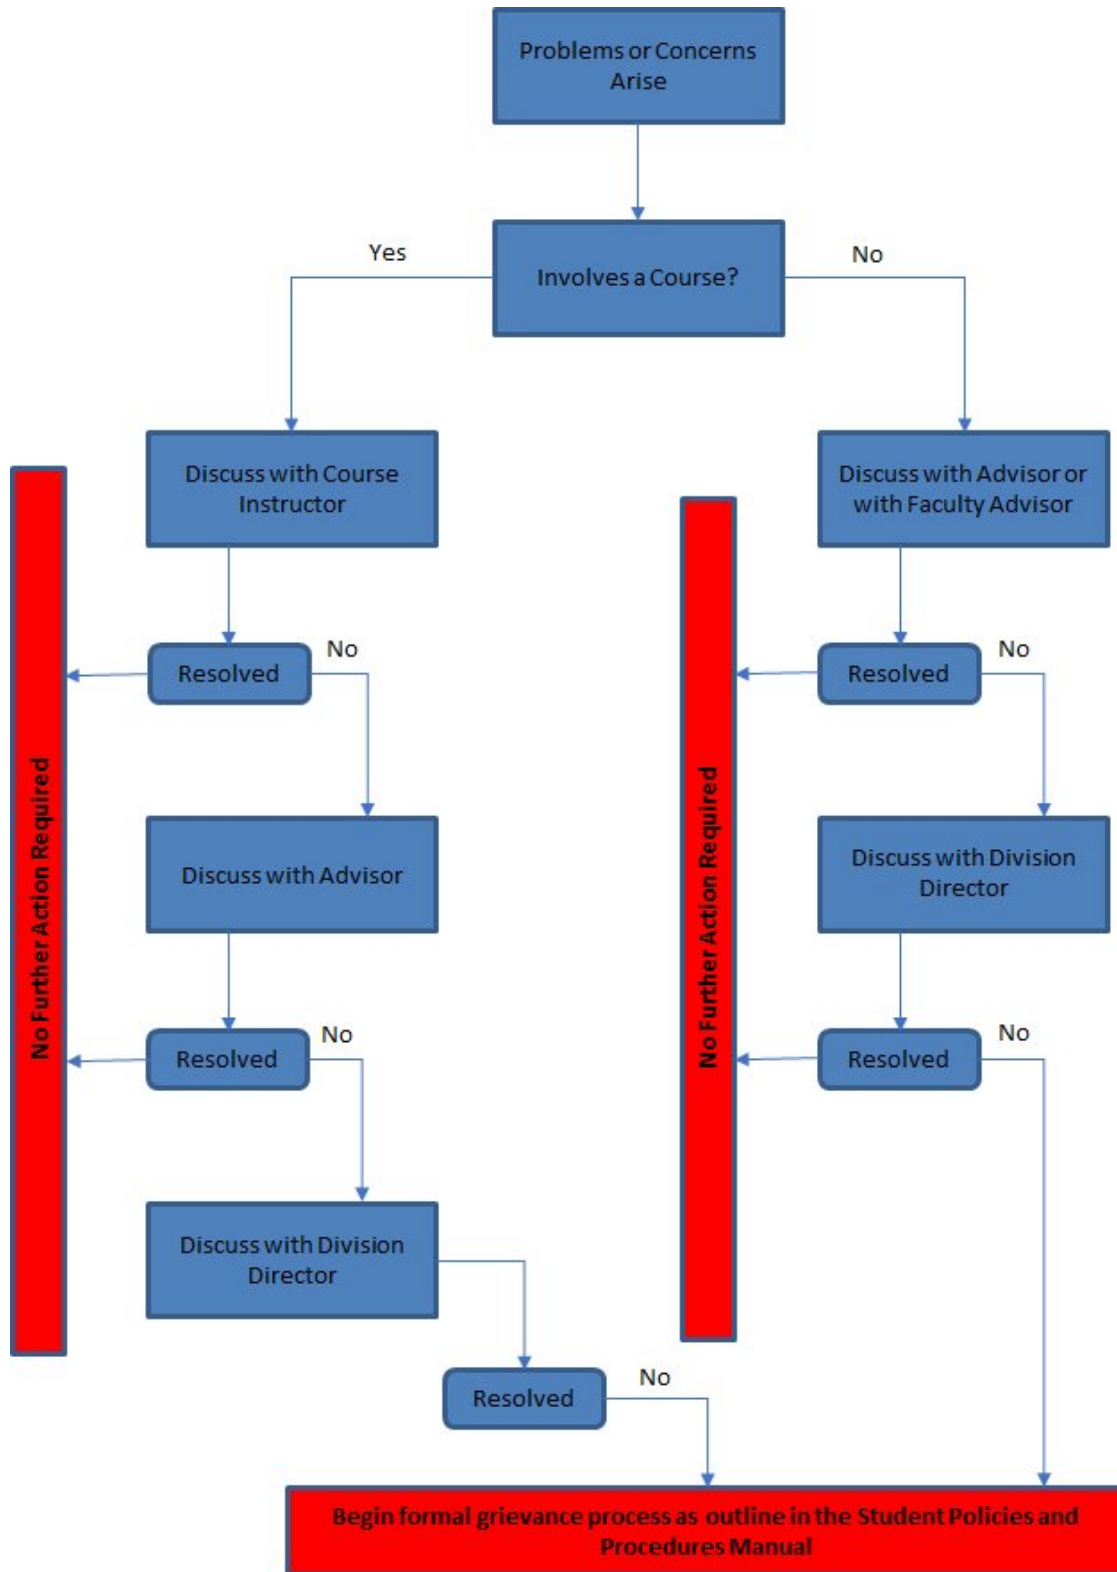 Problems or Concerns
Arise
Yes
Involves a Course?
No
Discuss with Course
Instructor
Discuss with Advisor or
with Faculty Advisor
Resolved
No
Resolved
No
No Further Action Required
No Further Action Required
Discuss with Advisor
Discuss with Division
Director
Resolved
No
Resolved
No
Discuss with Division
Director
Resolved
No
Begin formal grievance process as outline in the Student Policies and
Procedures Manual